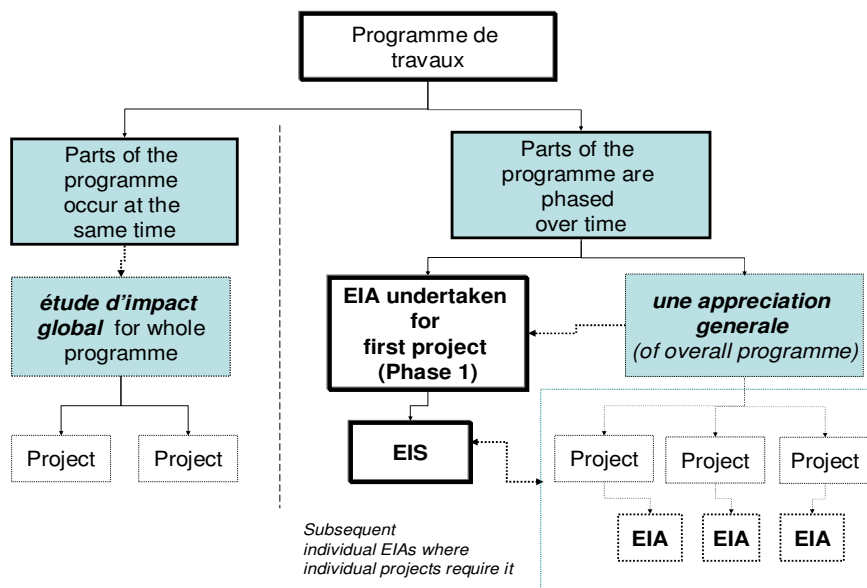 Programme de
travaux
Parts of the
programme
occur at the
same time
Parts of the
programme are
phased
over time
étude d’impact
global for whole
programme
EIA undertaken
for
first project
(Phase 1)
une appreciation
generale
(of overall programme)
Project
Project
EIS
Project
Project
Project
EIA
EIA
EIA
Subsequent
individual EIAs where
individual projects require it